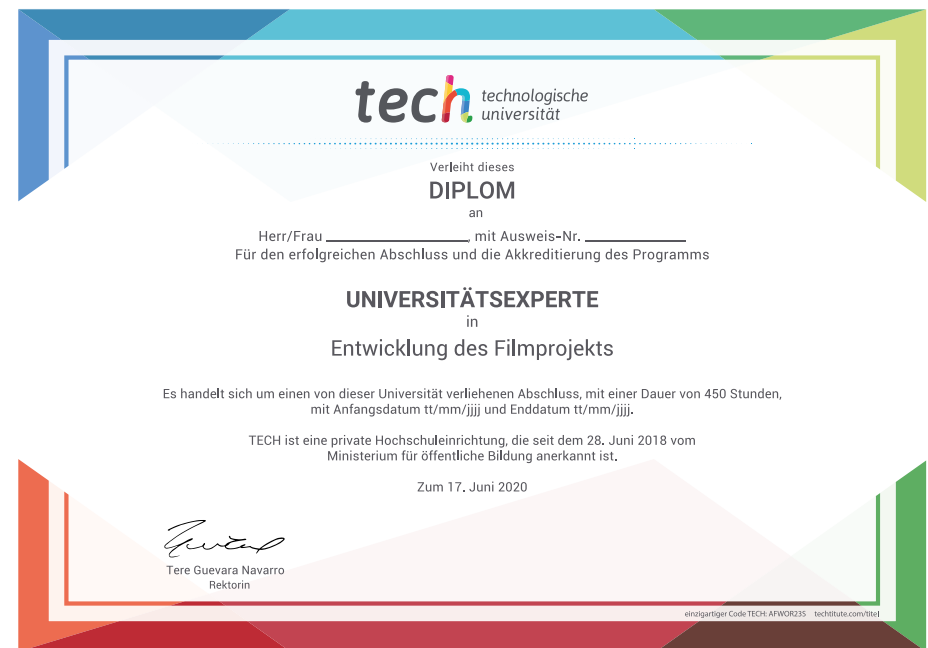 tech technologische
universität
Verleiht dieses
DIPLOM
an
Herr/Frau ____________________, mit Ausweis-Nr. ______________
Für den erfolgreichen Abschluss und die Akkreditierung des Programms
UNIVERSITÄTSEXPERTE
in
Entwicklung des Filmprojekts
Es handelt sich um einen von dieser Universität verliehenen Abschluss, mit einer Dauer von 450 Stunden,
mit Anfangsdatum tt/mm/jjjj und Enddatum tt/mm/jjjj.
TECH ist eine private Hochschuleinrichtung, die seit dem 28. Juni 2018 vom
Ministerium für öffentliche Bildung anerkannt ist.
Zum 17. Juni 2020
Tere Guevara Navarro
Rektorin
einzigartiger Code TECH: AFWOR23S techtitute.com/titel